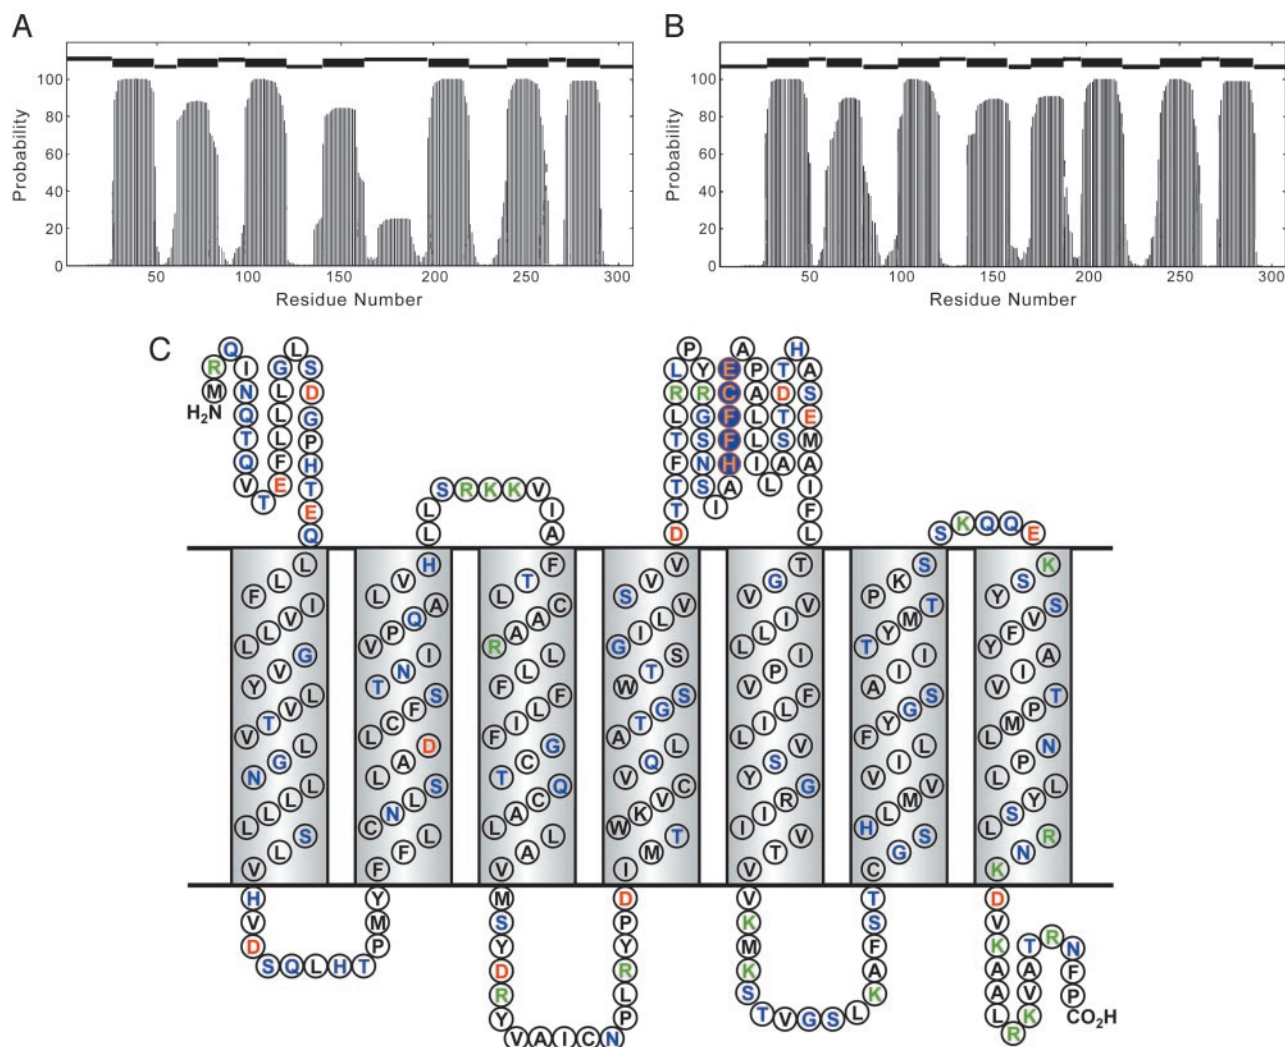 A
B
Probability
100
80
60
40
20
0
50
100
150
200
250
300
Residue Number
Probability
100
80
60
40
20
0
50
100
150
200
250
300
Residue Number
C
H₂N
M R Q I N Q T Q V T E F L L L G L S D G P H T E Q
L L F I V L L G V Y L V T V L G N L L L L S L V
H V D S Q L H T P M Y
F F L C N L S L A D L C F S T N I V P Q A L V H
L L S R K K V I A
F T L C A A R L L F F L I F G C T Q C A L L A V
M S Y D R Y V A I C N P L R Y P D
I M T W K V C V Q L A T G S W T S G I L V S V V
D T T F T L R L P Y R G S N S I A H F F C E A P A L L I L A S T D T H A S E M A I F L
T G V V I L L I P V F L I L V S Y G R I I V T V
V K M K S T V G S L K A F S T
C G S H L M V V I L F Y G S A I I T Y M T P K S
S K Q Q E
K S Y S V F Y A I V T P M L N P L Y S L R N K
D V K A A L R K V A T R N F P
CO₂H